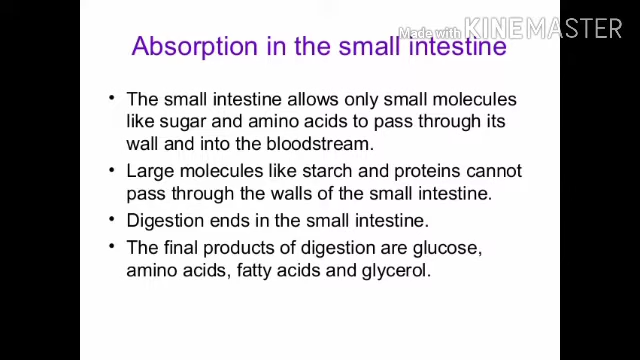 Made with KINEMASTER
Absorption in the small intestine
• The small intestine allows only small molecules
like sugar and amino acids to pass through its
wall and into the bloodstream.
• Large molecules like starch and proteins cannot
pass through the walls of the small intestine.
• Digestion ends in the small intestine.
• The final products of digestion are glucose,
amino acids, fatty acids and glycerol.